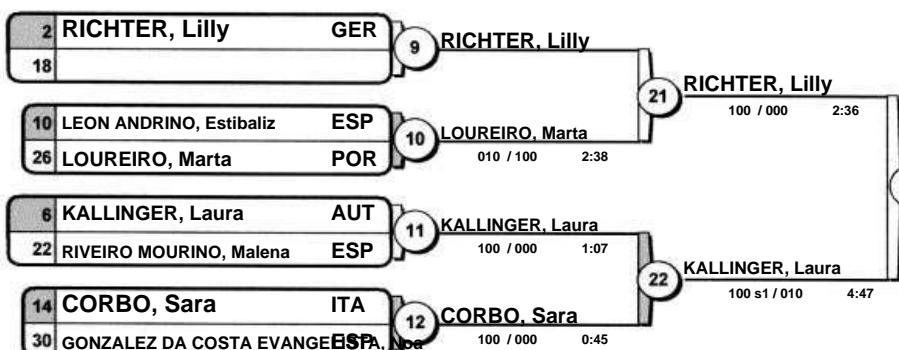 2 RICHTER, Lilly GER
18
9 RICHTER, Lilly
21 RICHTER, Lilly
100 / 000 2:36
10 LEON ANDRINO, Estibaliz ESP
26 LOUREIRO, Marta POR
10 LOUREIRO, Marta
010 / 100 2:38
6 KALLINGER, Laura AUT
22 RIVEIRO MOURINO, Malena ESP
11 KALLINGER, Laura
100 / 000 1:07
22 KALLINGER, Laura
100 s1 / 010 4:47
14 CORBO, Sara ITA
30 GONZALEZ DA COSTA EVANGELISTA, Noa ESP
12 CORBO, Sara
100 / 000 0:45